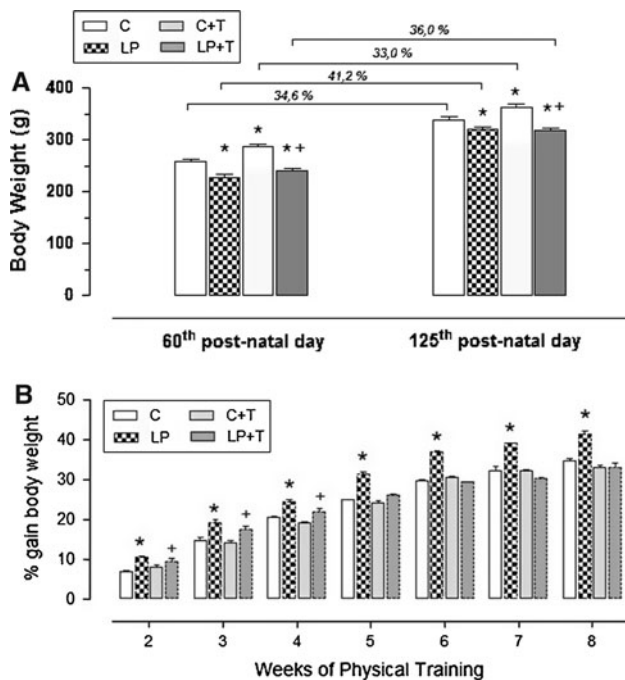 C C+T
LP LP+T
36,0 %
33,0 %
41,2 %
34,6 %
A
Body Weight (g)
400
300
200
100
0
* * * +
* * * +
60th post-natal day 125th post-natal day
B
% gain body weight
50
40
30
20
10
0
C C+T
LP LP+T
* + * + * + * * * *
2 3 4 5 6 7 8
Weeks of Physical Training